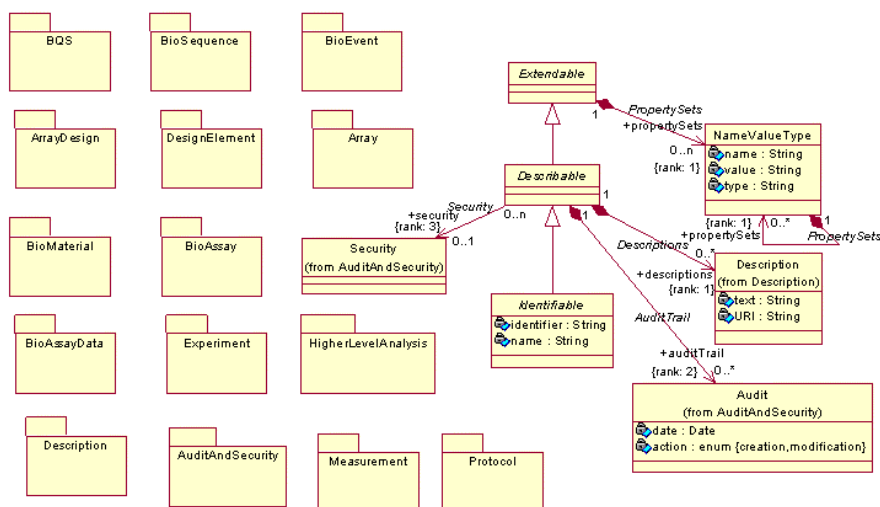 BQS
BioSequence
BioEvent
ArrayDesign
DesignElement
Array
BioMaterial
BioAssay
BioAssayData
Experiment
HigherLevelAnalysis
Description
AuditAndSecurity
Measurement
Protocol
Extendable
1
PropertySets
+propertySets
0..n
{rank: 1}
NameValueType
name : String
value : String
type : String
{rank: 1}
0..*
1
+propertySets
PropertySets
Describable
1
1
0..n
Security
+security
{rank: 3}
0..1
Security
(from AuditAndSecurity)
Descriptions
0..*
+descriptions
{rank: 1}
Description
(from Description)
text : String
URI : String
Identifiable
identifier : String
name : String
AuditTrail
+auditTrail
{rank: 2}
0..*
Audit
(from AuditAndSecurity)
date : Date
action : enum {creation,modification}